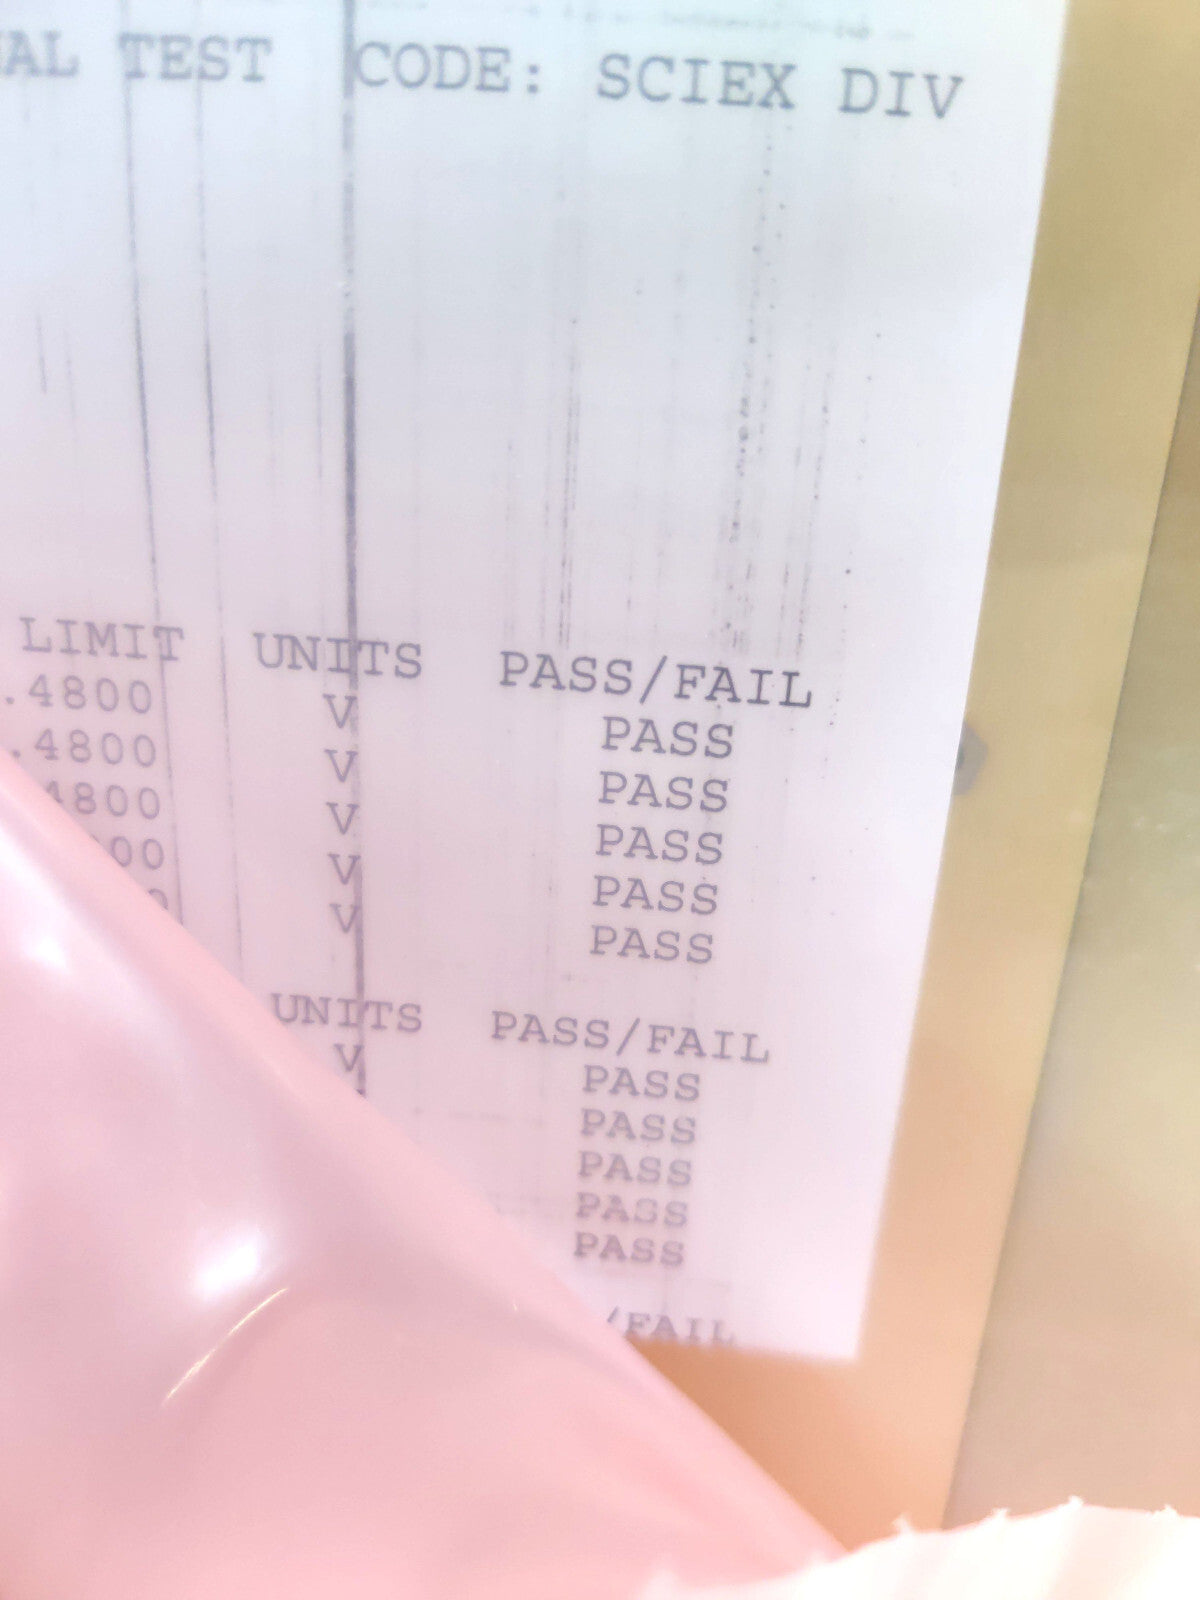 TEST CODE: SCIEX DIV
LIMIT UNITS PASS/FAIL
.4800 V PASS
.4800 V PASS
4800 V PASS
00 V PASS
V PASS
UNITS PASS/FAIL
V PASS
PASS
PASS
PASS
PASS
/FAIL